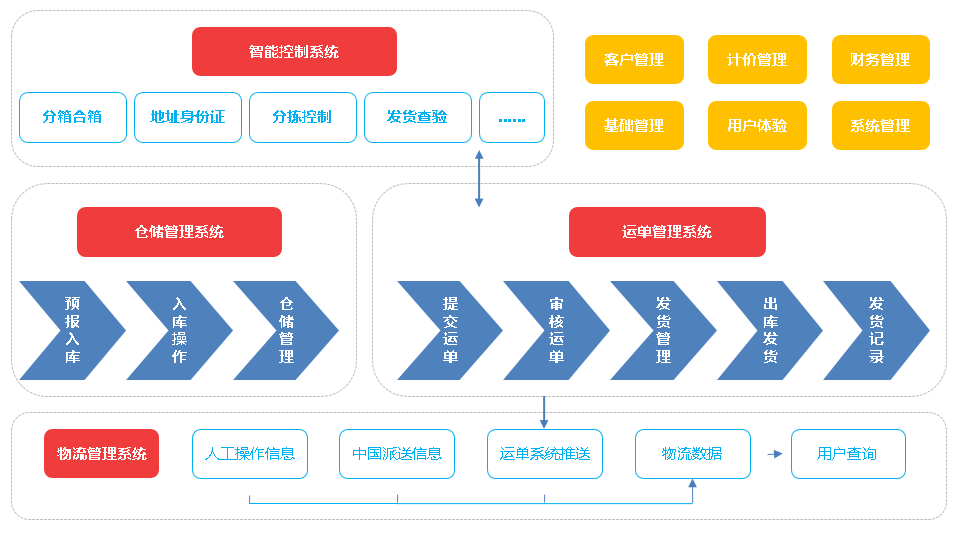 智能控制系统
分箱合箱
地址身份证
分拣控制
发货查验
......
客户管理
计价管理
财务管理
基础管理
用户体验
系统管理
仓储管理系统
预报入库
入库操作
仓储管理
运单管理系统
提交运单
审核运单
发货管理
出库发货
发货记录
物流管理系统
人工操作信息
中国派送信息
运单系统推送
物流数据
用户查询